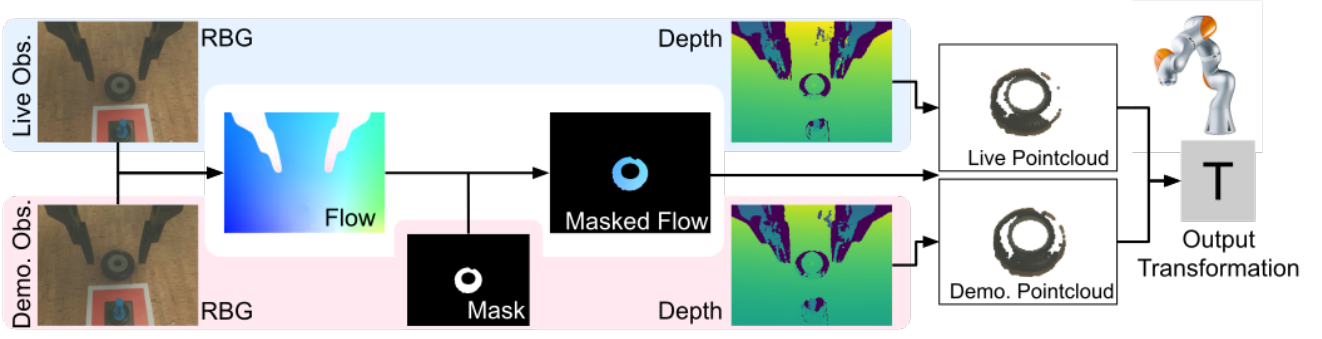 Live Obs.
RBG
Depth
Flow
Masked Flow
Live Pointcloud
T
Output
Transformation
Demo. Obs.
RBG
Mask
Depth
Demo. Pointcloud